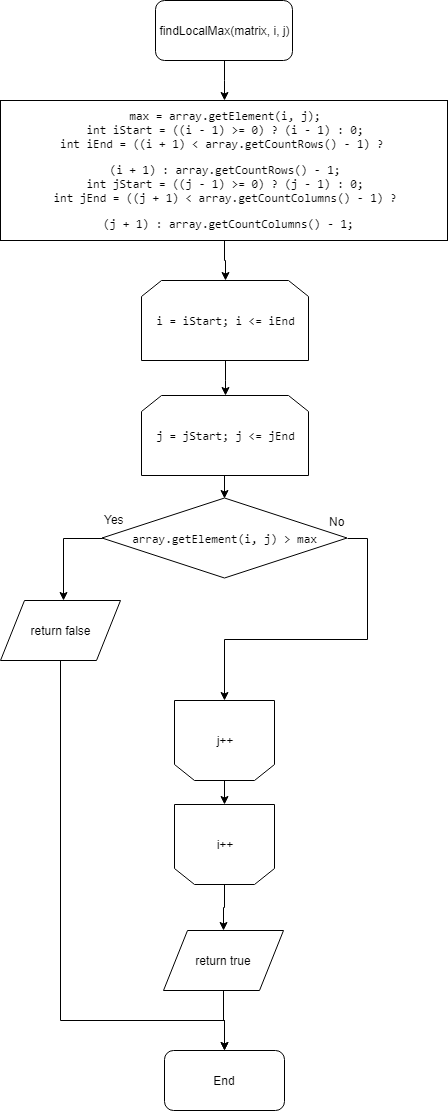 findLocalMax(matrix, i, j)
max = array.getElement(i, j);
int iStart = ((i - 1) >= 0) ? (i - 1) : 0;
int iEnd = ((i + 1) < array.getCountRows() - 1) ?
(i + 1) : array.getCountRows() - 1;
int jStart = ((j - 1) >= 0) ? (j - 1) : 0;
int jEnd = ((j + 1) < array.getCountColumns() - 1) ?
(j + 1) : array.getCountColumns() - 1;
i = iStart; i <= iEnd
j = jStart; j <= jEnd
Yes
No
array.getElement(i, j) > max
return false
j++
i++
return true
End